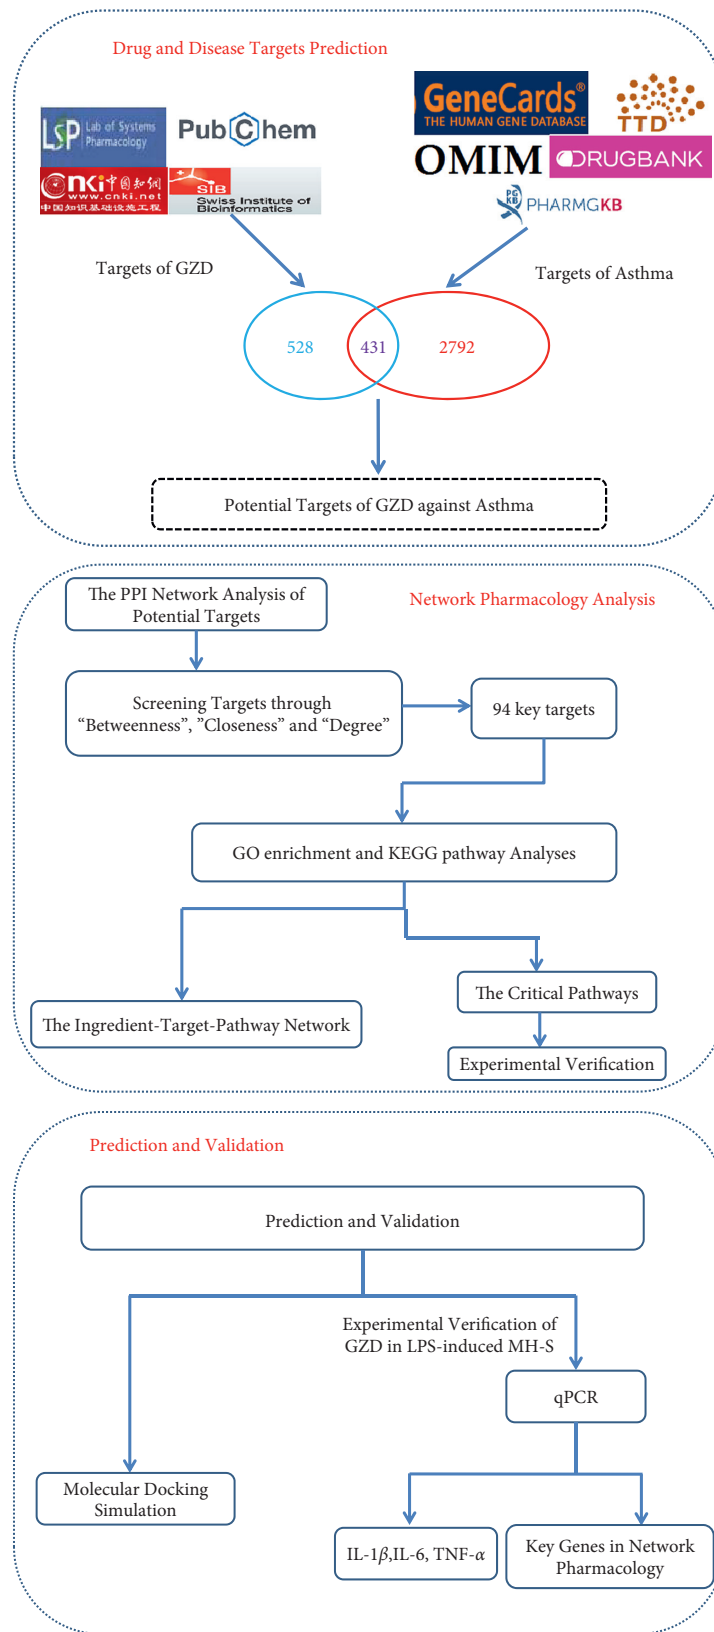 Drug and Disease Targets Prediction
LSP Lab of Systems
Pharmacology
PubChem
cnki 中国知网
www.cnki.net
中国知识基础设施工程
SIB
Swiss Institute of
Bioinformatics
GeneCards®
THE HUMAN GENE DATABASE
TTD
OMIM
DRUGBANK
PGKB
PHARMGKB
Targets of GZD
Targets of Asthma
528
431
2792
Potential Targets of GZD against Asthma
Network Pharmacology Analysis
The PPI Network Analysis of
Potential Targets
Screening Targets through
“Betweenness”, ”Closeness” and “Degree”
94 key targets
GO enrichment and KEGG pathway Analyses
The Ingredient-Target-Pathway Network
The Critical Pathways
Experimental Verification
Prediction and Validation
Prediction and Validation
Experimental Verification of
GZD in LPS-induced MH-S
qPCR
Molecular Docking
Simulation
IL-1β,IL-6, TNF-α
Key Genes in Network
Pharmacology